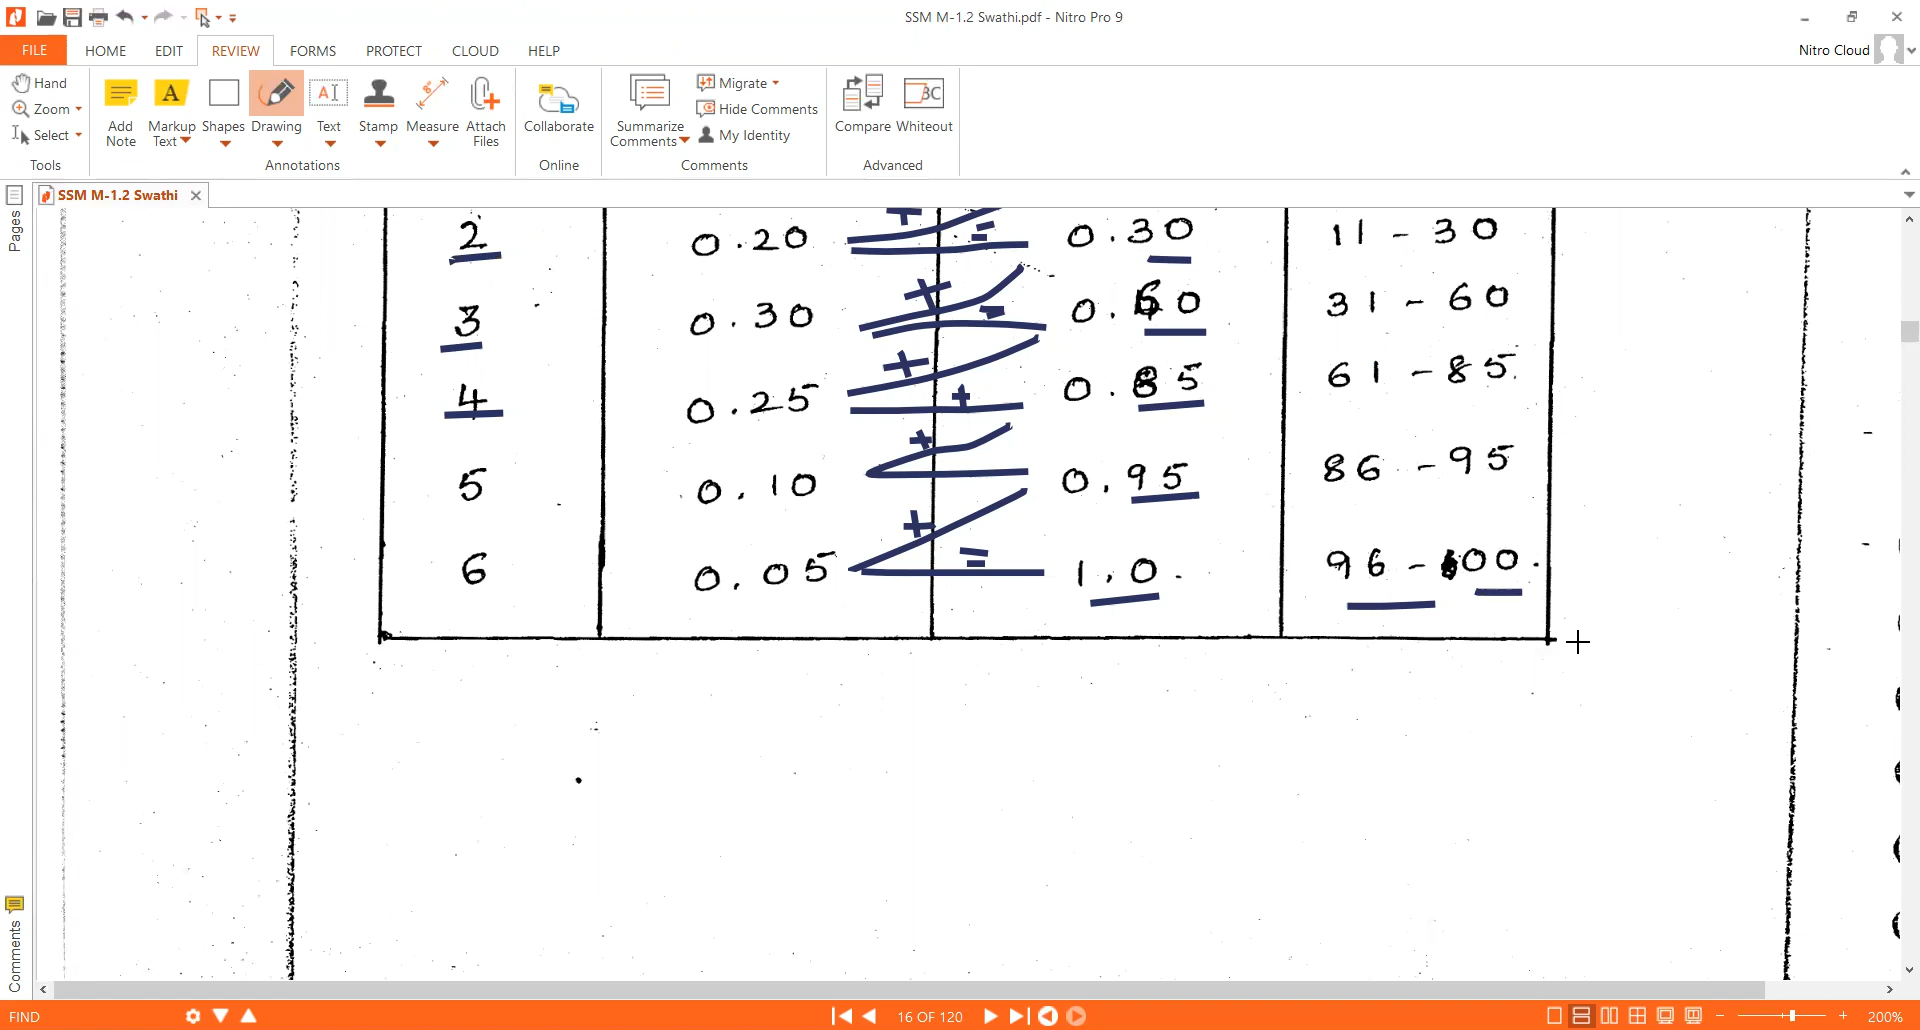 SSM M-1.2 Swathi.pdf - Nitro Pro 9
FILE HOME EDIT REVIEW FORMS PROTECT CLOUD HELP
Nitro Cloud
Hand
Zoom
Select
Tools
Add Note
Markup Text
Shapes
Drawing
Text
Stamp
Measure
Attach Files
Annotations
Collaborate
Online
Summarize Comments
Migrate
Hide Comments
My Identity
Comments
Compare
Whiteout
Advanced
SSM M-1.2 Swathi
Pages
2 0.20 + = 0.30 11 - 30
3 0.30 + = 0.60 31 - 60
4 0.25 + + 0.85 61 - 85
5 0.10 + 0.95 86 - 95
6 0.05 + = 1.0 96 - 00
Comments
FIND
16 OF 120
200%